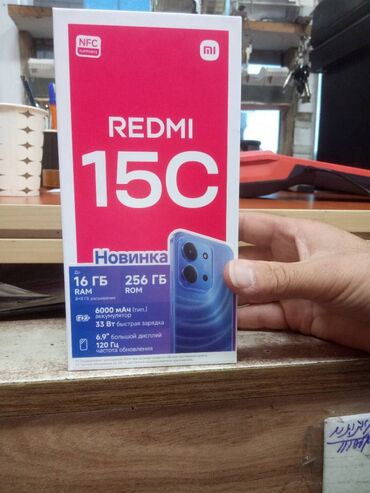 NFC
mi
REDMI
15C
Новинка
До
16 ГБ
RAM
256 ГБ
ROM
6000 мАч (тип.)
аккумулятор
33 Вт быстрая зарядка
6.9" большой дисплей
120 Гц
частота обновления